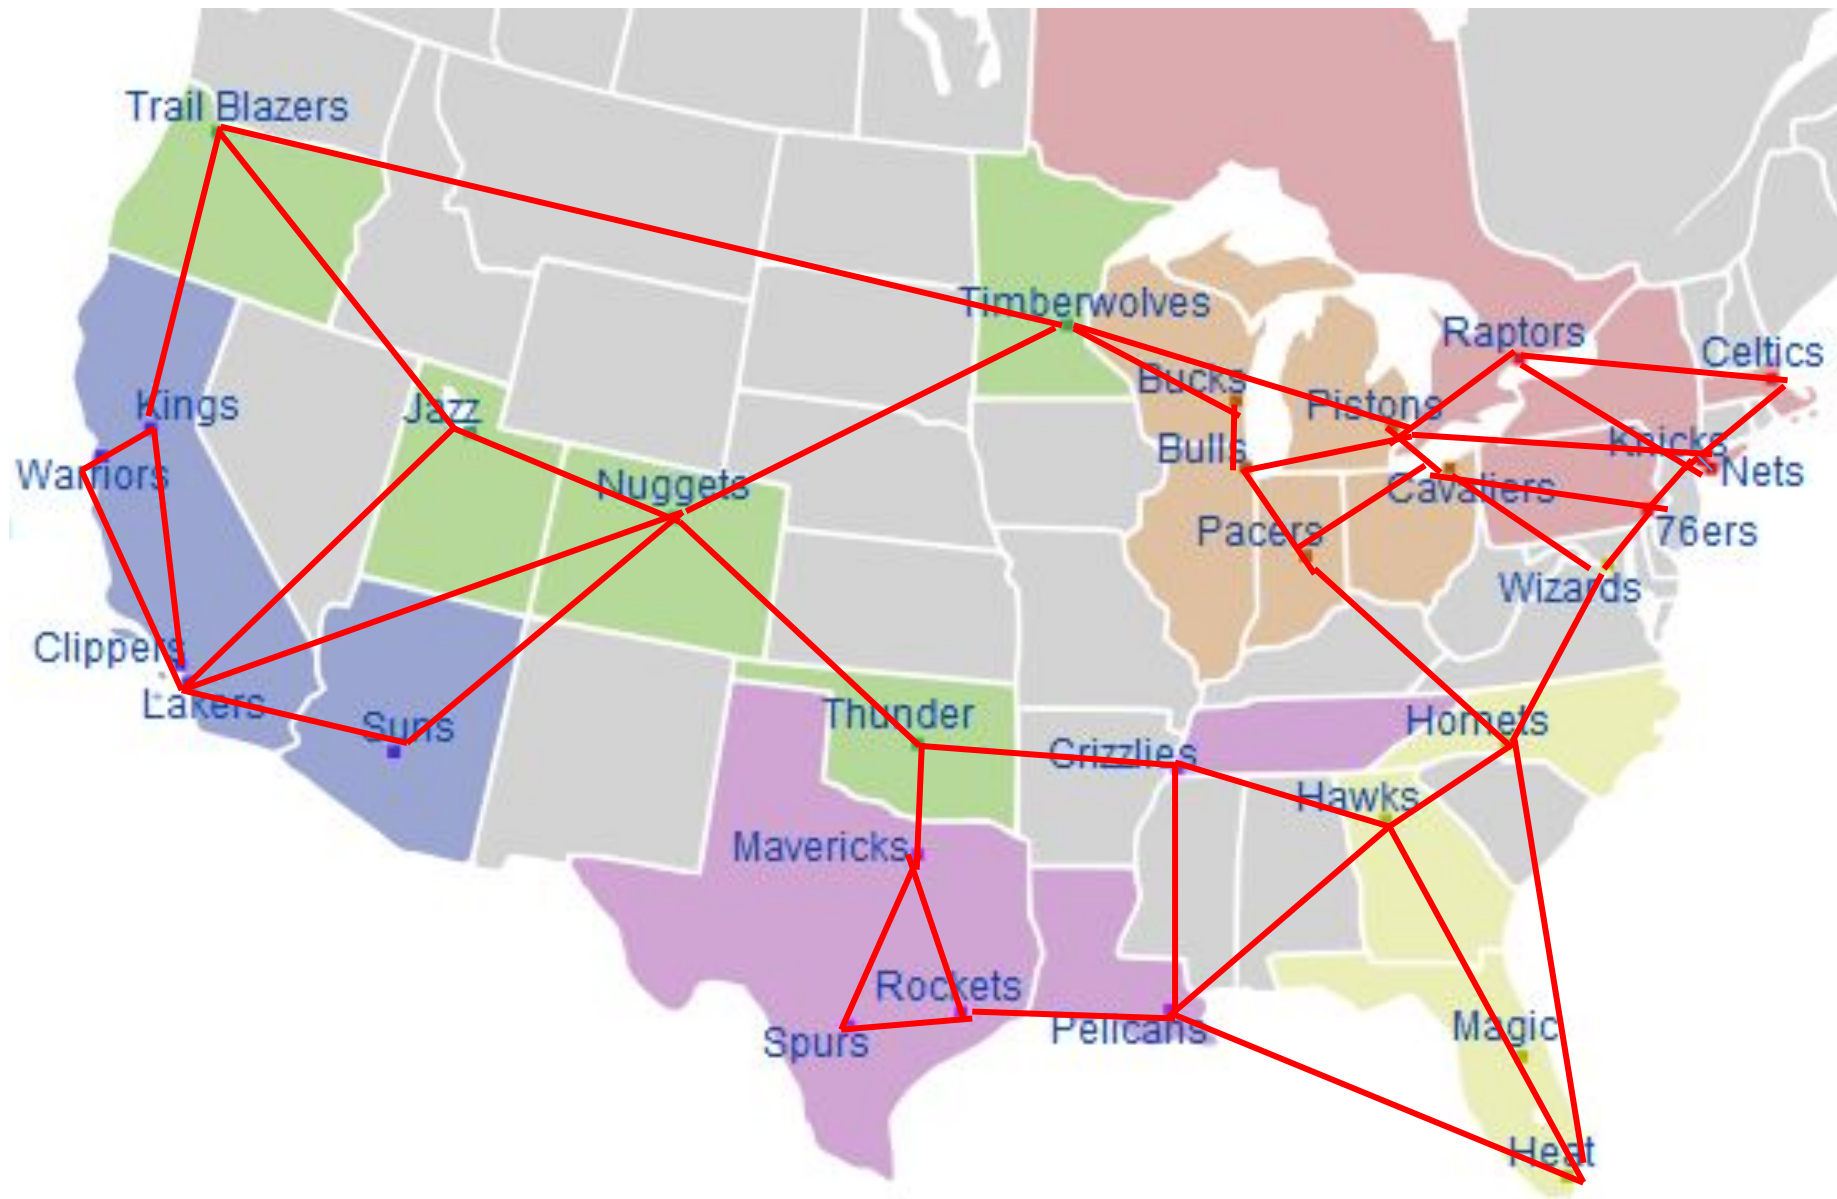 Trail Blazers
Timberwolves
Raptors
Celtics
Bucks
Kings
Jazz
Pistons
Knicks
Bulls
Warriors
Nuggets
Cavaliers
Nets
Pacers
76ers
Wizards
Clippers
Lakers
Suns
Thunder
Hornets
Grizzlies
Hawks
Mavericks
Rockets
Spurs
Pelicans
Magic
Heat